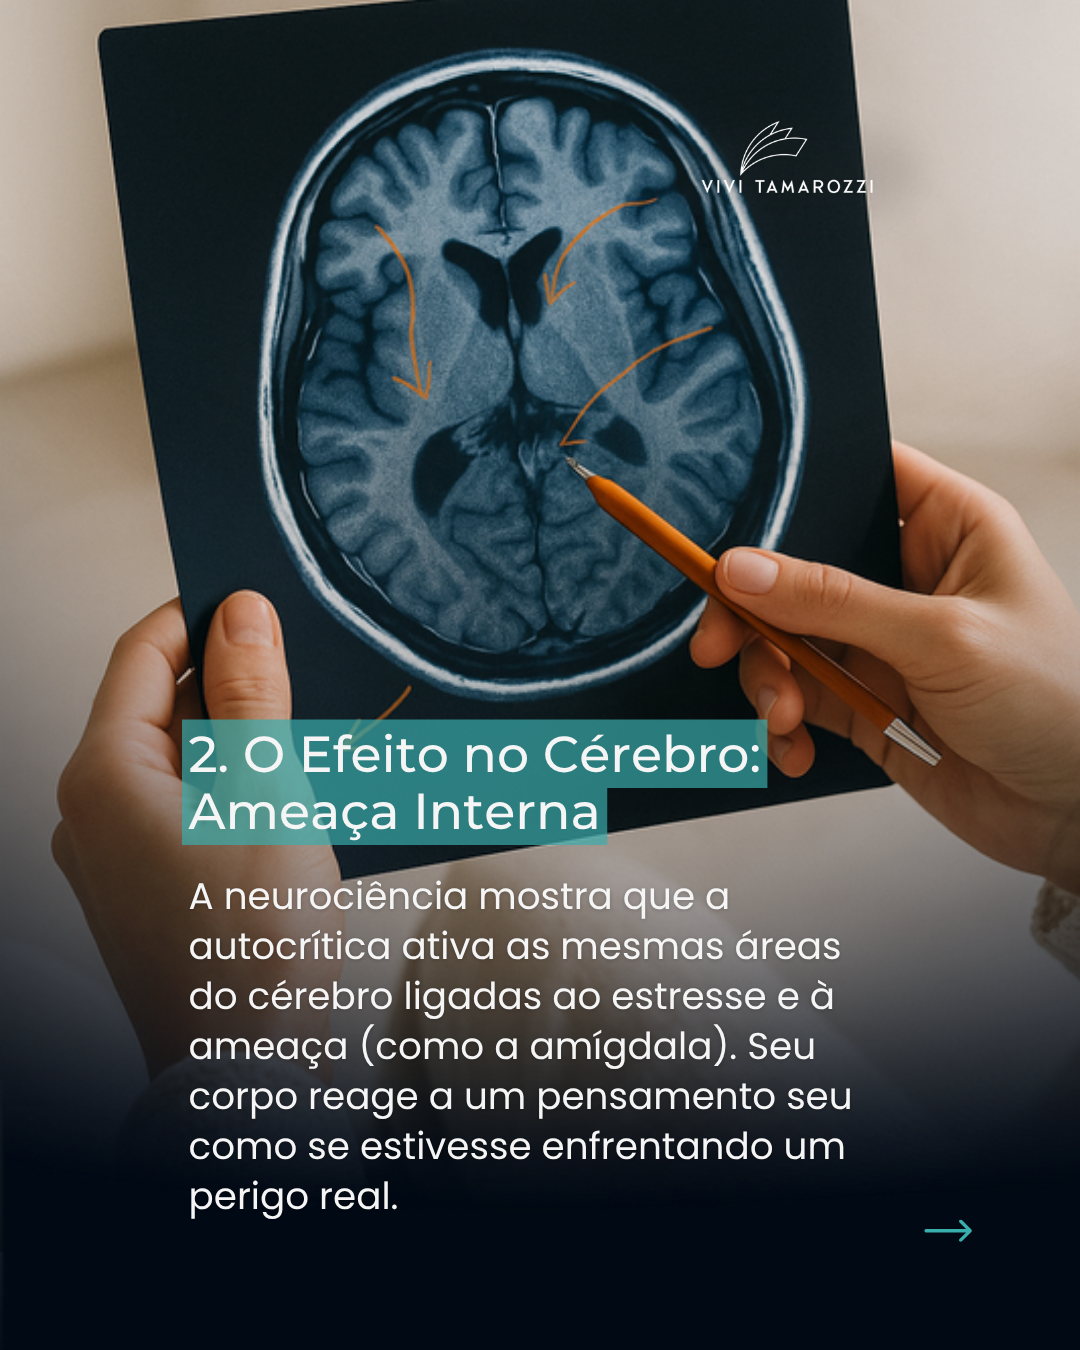 VIVI TAMAROZZI
2. O Efeito no Cérebro:
Ameaça Interna
A neurociência mostra que a
autocrítica ativa as mesmas áreas
do cérebro ligadas ao estresse e à
ameaça (como a amígdala). Seu
corpo reage a um pensamento seu
como se estivesse enfrentando um
perigo real.